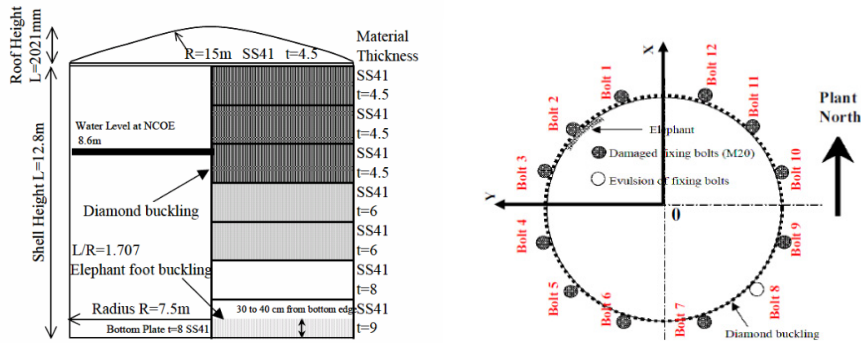 Roof Height
L=2021mm
R=15m SS41 t=4.5
Material
Thickness
SS41
t=4.5
SS41
t=4.5
SS41
t=4.5
SS41
t=6
SS41
t=6
SS41
t=8
SS41
t=9
Shell Height L=12.8m
Water Level at NCOE
8.6m
Diamond buckling
L/R=1.707
Elephant foot buckling
30 to 40 cm from bottom edge
Radius R=7.5m
Bottom Plate t=8 SS41
X
Y
0
Bolt 1
Bolt 2
Bolt 3
Bolt 4
Bolt 5
Bolt 6
Bolt 7
Bolt 8
Bolt 9
Bolt 10
Bolt 11
Bolt 12
Elephant
Damaged fixing bolts (M20)
Evulsion of fixing bolts
Diamond buckling
Plant
North